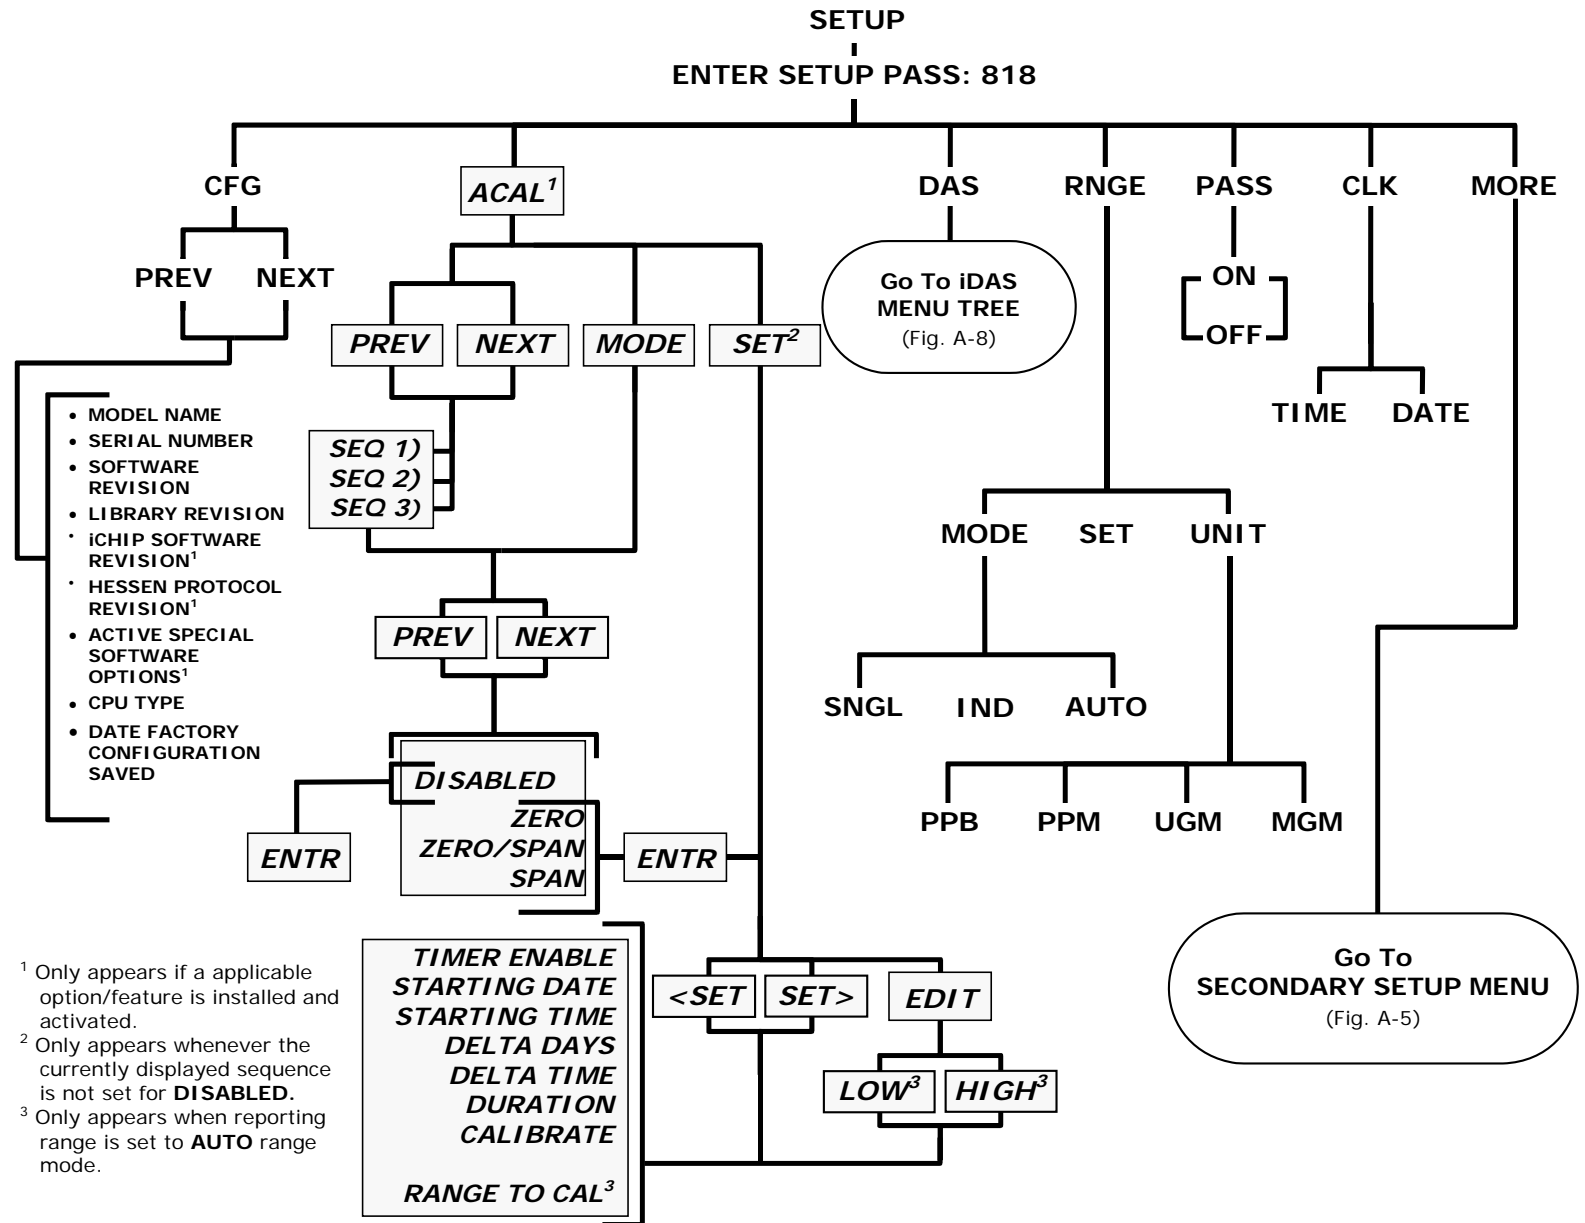 SETUP
ENTER SETUP PASS: 818
CFG
ACAL¹
DAS
RNGE
PASS
CLK
MORE
PREV
NEXT
PREV
NEXT
MODE
SET²
Go To iDAS
MENU TREE
(Fig. A-8)
ON
OFF
TIME
DATE
• MODEL NAME
• SERIAL NUMBER
• SOFTWARE
REVISION
• LIBRARY REVISION
• iCHIP SOFTWARE
REVISION¹
• HESSEN PROTOCOL
REVISION¹
• ACTIVE SPECIAL
SOFTWARE
OPTIONS¹
• CPU TYPE
• DATE FACTORY
CONFIGURATION
SAVED
SEQ 1)
SEQ 2)
SEQ 3)
PREV
NEXT
MODE
SET
UNIT
SNGL
IND
AUTO
PPB
PPM
UGM
MGM
DISABLED
ZERO
ZERO/SPAN
SPAN
ENTR
ENTR
TIMER ENABLE
STARTING DATE
STARTING TIME
DELTA DAYS
DELTA TIME
DURATION
CALIBRATE
RANGE TO CAL³
<SET
SET>
EDIT
LOW³
HIGH³
Go To
SECONDARY SETUP MENU
(Fig. A-5)
¹ Only appears if a applicable
option/feature is installed and
activated.
² Only appears whenever the
currently displayed sequence
is not set for DISABLED.
³ Only appears when reporting
range is set to AUTO range
mode.